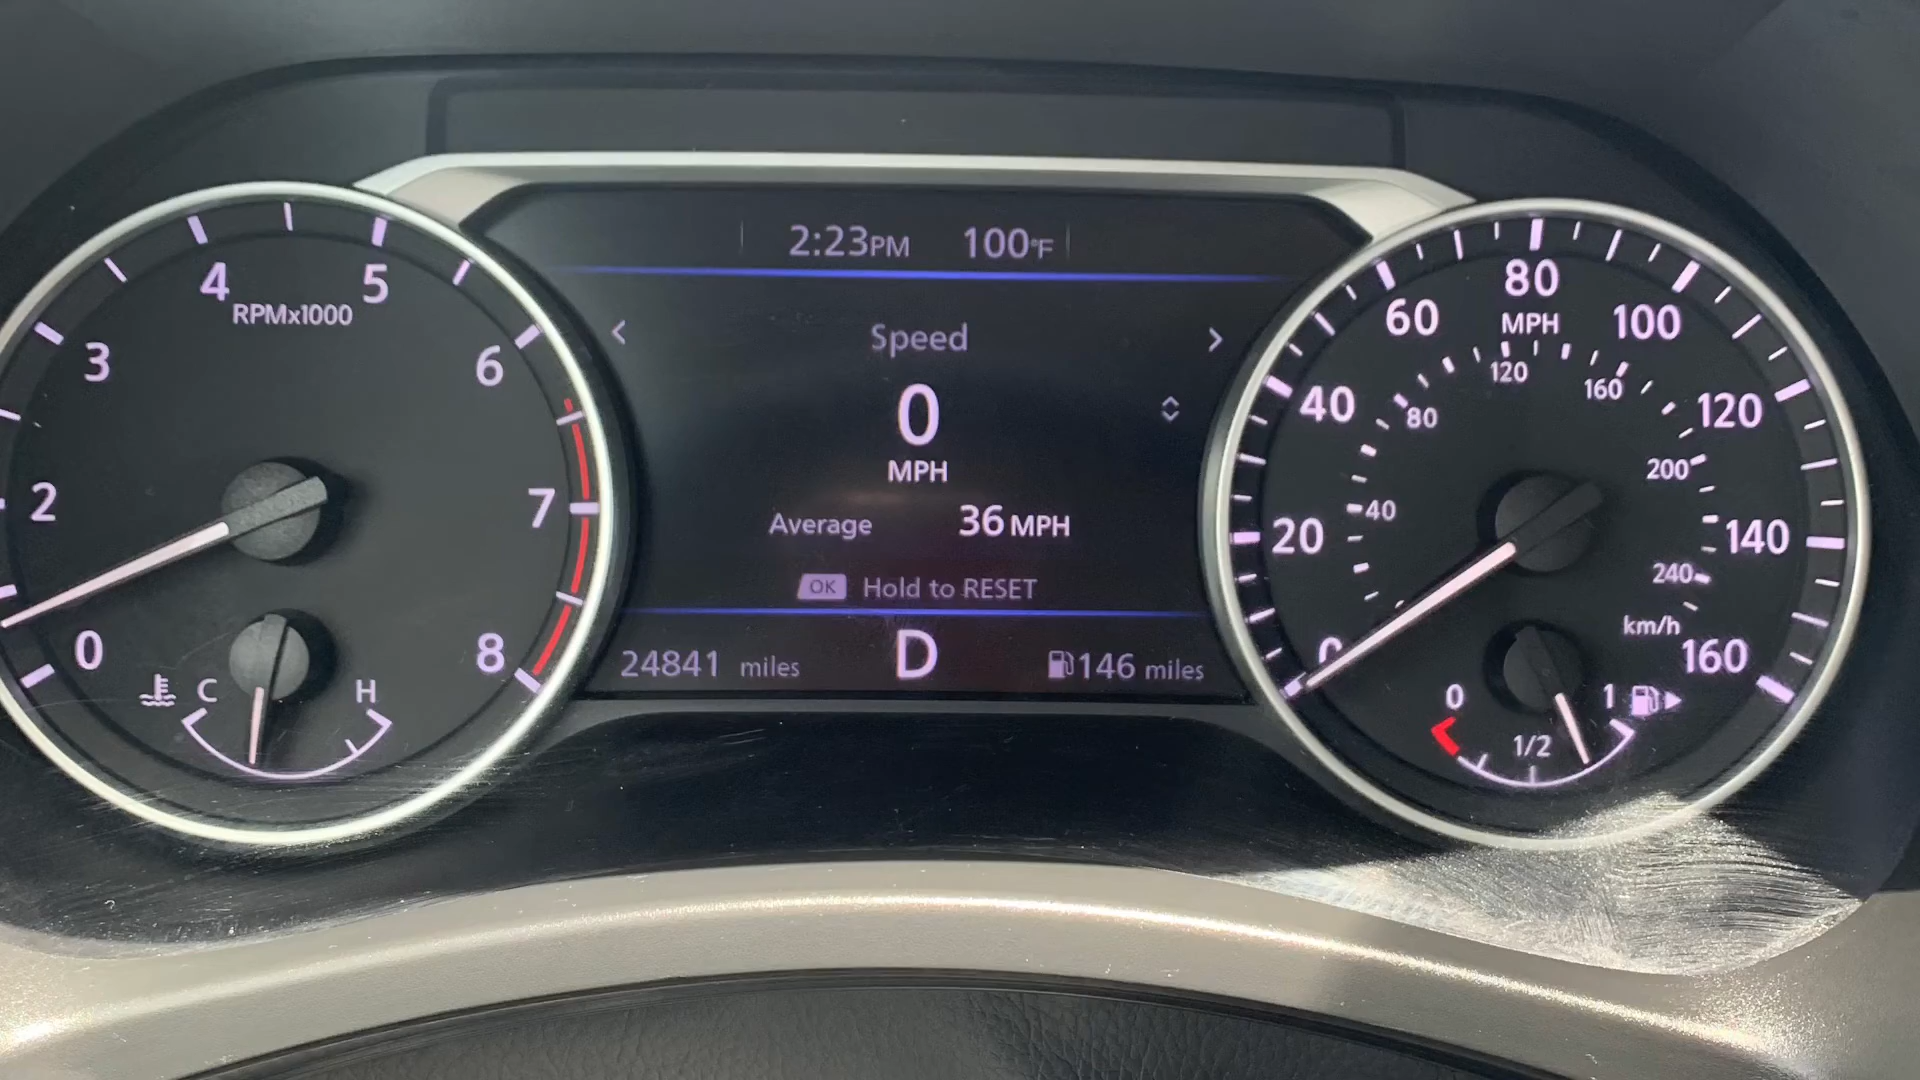 2:23PM 100°F
Speed
0
MPH
Average 36 MPH
OK Hold to RESET
24841 miles D 146 miles
0 2 3 4 5 6 7 8
RPMx1000
C H
0 20 40 60 80 100 120 140 160
MPH
40 80 120 160 200 240
km/h
0 1/2 1